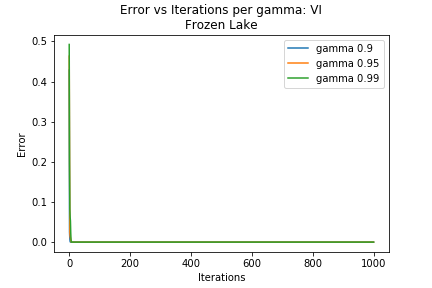 Error vs Iterations per gamma: VI
Frozen Lake
gamma 0.9
gamma 0.95
gamma 0.99
0.5
0.4
0.3
0.2
0.1
0.0
Error
0 200 400 600 800 1000
Iterations